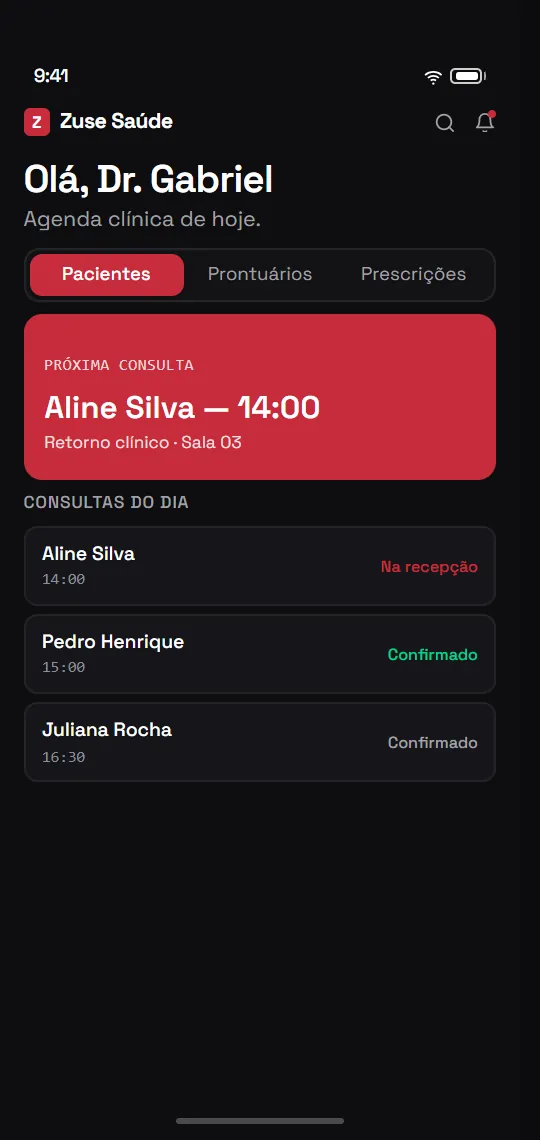 9:41
Z Zuse Saúde
Olá, Dr. Gabriel
Agenda clínica de hoje.
Pacientes Prontuários Prescrições
PRÓXIMA CONSULTA
Aline Silva — 14:00
Retorno clínico · Sala 03
CONSULTAS DO DIA
Aline Silva
14:00
Na recepção
Pedro Henrique
15:00
Confirmado
Juliana Rocha
16:30
Confirmado